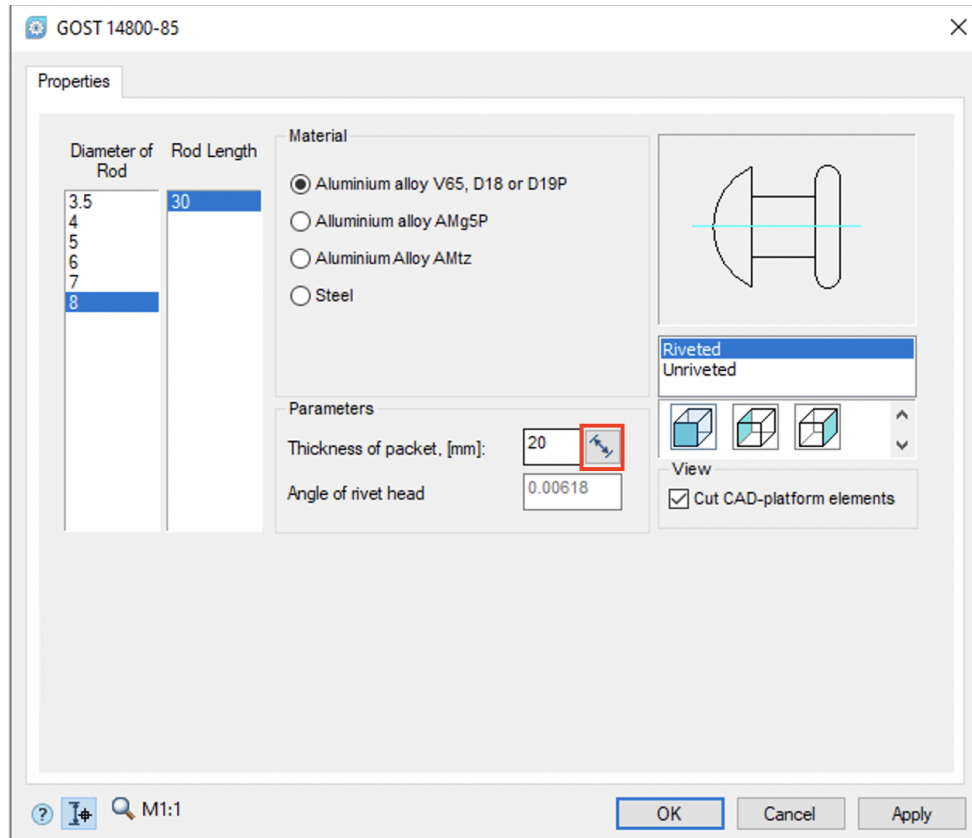 GOST 14800-85
Properties
Diameter of
Rod
Rod Length
3.5
4
5
6
7
8
30
Material
Aluminium alloy V65, D18 or D19P
Alluminium alloy AMg5P
Aluminium Alloy AMtz
Steel
Parameters
Thickness of packet, [mm]:
20
Angle of rivet head
0.00618
Riveted
Unriveted
View
Cut CAD-platform elements
?
M1:1
OK
Cancel
Apply